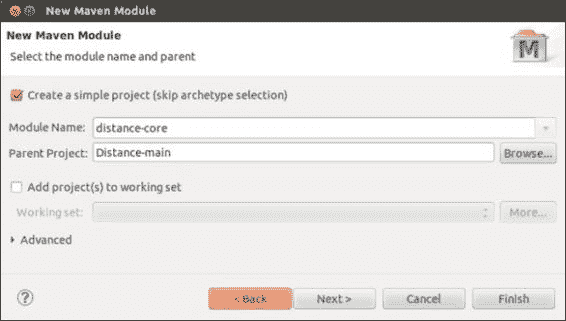 New Maven Module
New Maven Module
Select the module name and parent
M
Create a simple project (skip archetype selection)
Module Name: distance-core
Parent Project: Distance-main Browse...
Add project(s) to working set
Working set: More...
Advanced
? < Back Next > Cancel Finish